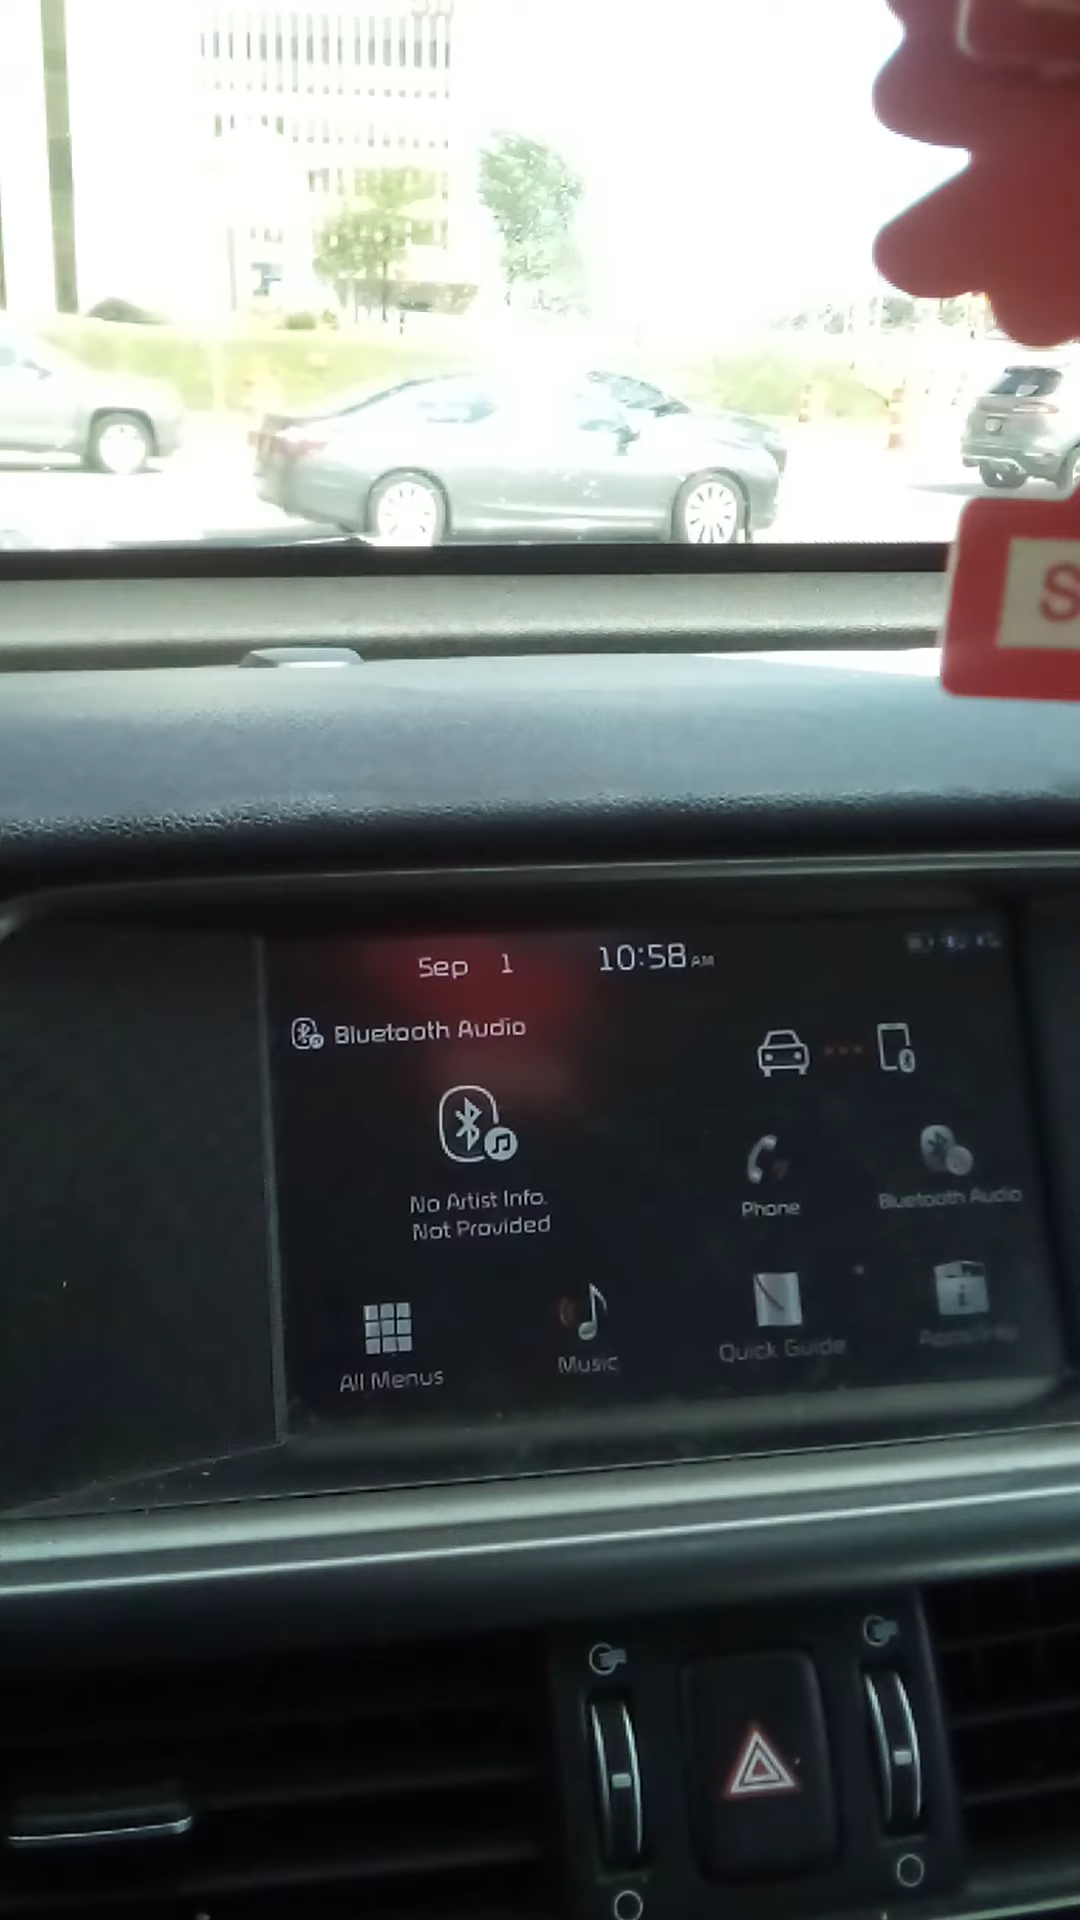 S
Sep 1 10:58 AM
Bluetooth Audio
No Artist Info.
Not Provided
Phone
Bluetooth Audio
All Menus
Music
Quick Guide